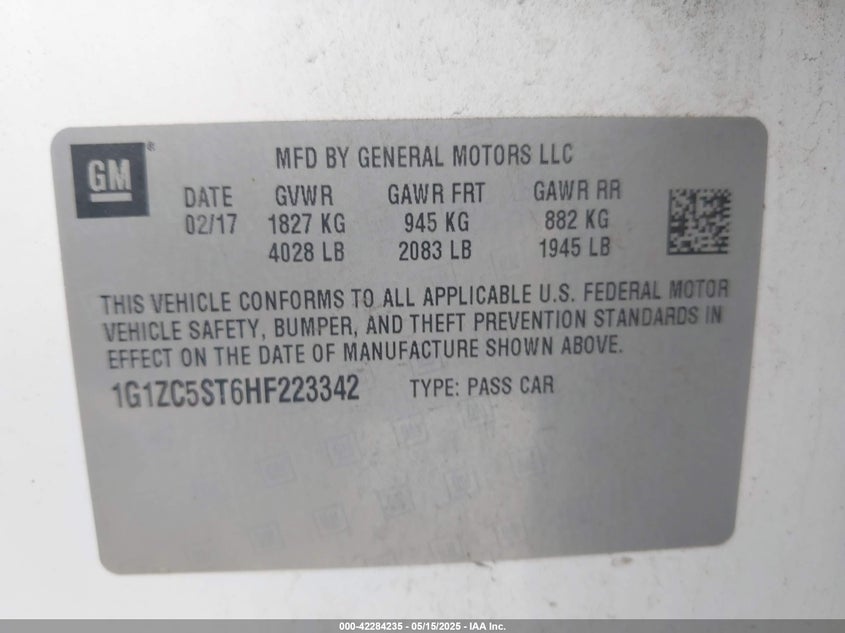 GM®
MFD BY GENERAL MOTORS LLC
DATE GVWR GAWR FRT GAWR RR
02/17 1827 KG 945 KG 882 KG
4028 LB 2083 LB 1945 LB
THIS VEHICLE CONFORMS TO ALL APPLICABLE U.S. FEDERAL MOTOR
VEHICLE SAFETY, BUMPER, AND THEFT PREVENTION STANDARDS IN
EFFECT ON THE DATE OF MANUFACTURE SHOWN ABOVE.
1G1ZC5ST6HF223342 TYPE: PASS CAR
000-42284235 - 05/15/2025 - IAA Inc.